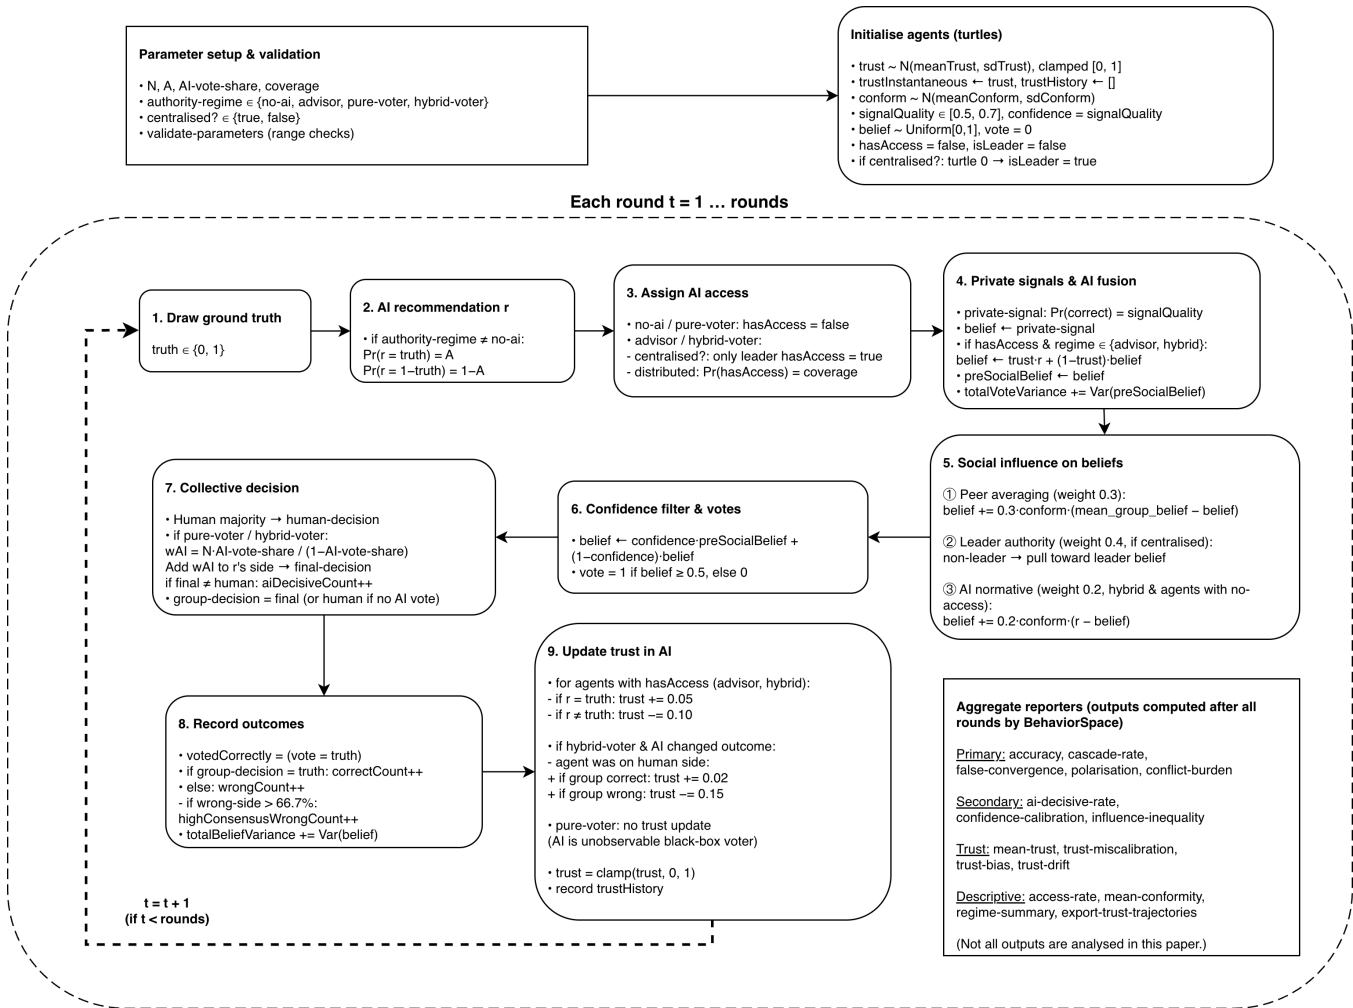 Parameter setup & validation
• N, A, AI-vote-share, coverage
• authority-regime ∈ {no-ai, advisor, pure-voter, hybrid-voter}
• centralised? ∈ {true, false}
• validate-parameters (range checks)
Initialise agents (turtles)
• trust ~ N(meanTrust, sdTrust), clamped [0, 1]
• trustInstantaneous ← trust, trustHistory ← []
• conform ~ N(meanConform, sdConform)
• signalQuality ∈ [0.5, 0.7], confidence = signalQuality
• belief ~ Uniform[0,1], vote = 0
• hasAccess = false, isLeader = false
• if centralised?: turtle 0 → isLeader = true
Each round t = 1 … rounds
1. Draw ground truth
truth ∈ {0, 1}
2. AI recommendation r
• if authority-regime ≠ no-ai:
Pr(r = truth) = A
Pr(r = 1−truth) = 1−A
3. Assign AI access
• no-ai / pure-voter: hasAccess = false
• advisor / hybrid-voter:
- centralised?: only leader hasAccess = true
- distributed: Pr(hasAccess) = coverage
4. Private signals & AI fusion
• private-signal: Pr(correct) = signalQuality
• belief ← private-signal
• if hasAccess & regime ∈ {advisor, hybrid}:
belief ← trust·r + (1−trust)·belief
• preSocialBelief ← belief
• totalVoteVariance += Var(preSocialBelief)
5. Social influence on beliefs
① Peer averaging (weight 0.3):
belief += 0.3·conform·(mean_group_belief − belief)
② Leader authority (weight 0.4, if centralised):
non-leader → pull toward leader belief
③ AI normative (weight 0.2, hybrid & agents with no-
access):
belief += 0.2·conform·(r − belief)
6. Confidence filter & votes
• belief ← confidence·preSocialBelief +
(1−confidence)·belief
• vote = 1 if belief ≥ 0.5, else 0
7. Collective decision
• Human majority → human-decision
• if pure-voter / hybrid-voter:
wAI = N·AI-vote-share / (1−AI-vote-share)
Add wAI to r's side → final-decision
if final ≠ human: aiDecisiveCount++
• group-decision = final (or human if no AI vote)
8. Record outcomes
• votedCorrectly = (vote = truth)
• if group-decision = truth: correctCount++
• else: wrongCount++
- if wrong-side > 66.7%:
highConsensusWrongCount++
• totalBeliefVariance += Var(belief)
9. Update trust in AI
• for agents with hasAccess (advisor, hybrid):
- if r = truth: trust += 0.05
- if r ≠ truth: trust −= 0.10
• if hybrid-voter & AI changed outcome:
- agent was on human side:
+ if group correct: trust += 0.02
+ if group wrong: trust −= 0.15
• pure-voter: no trust update
(AI is unobservable black-box voter)
• trust = clamp(trust, 0, 1)
• record trustHistory
t = t + 1
(if t < rounds)
Aggregate reporters (outputs computed after all
rounds by BehaviorSpace)
Primary: accuracy, cascade-rate,
false-convergence, polarisation, conflict-burden
Secondary: ai-decisive-rate,
confidence-calibration, influence-inequality
Trust: mean-trust, trust-miscalibration,
trust-bias, trust-drift
Descriptive: access-rate, mean-conformity,
regime-summary, export-trust-trajectories
(Not all outputs are analysed in this paper.)